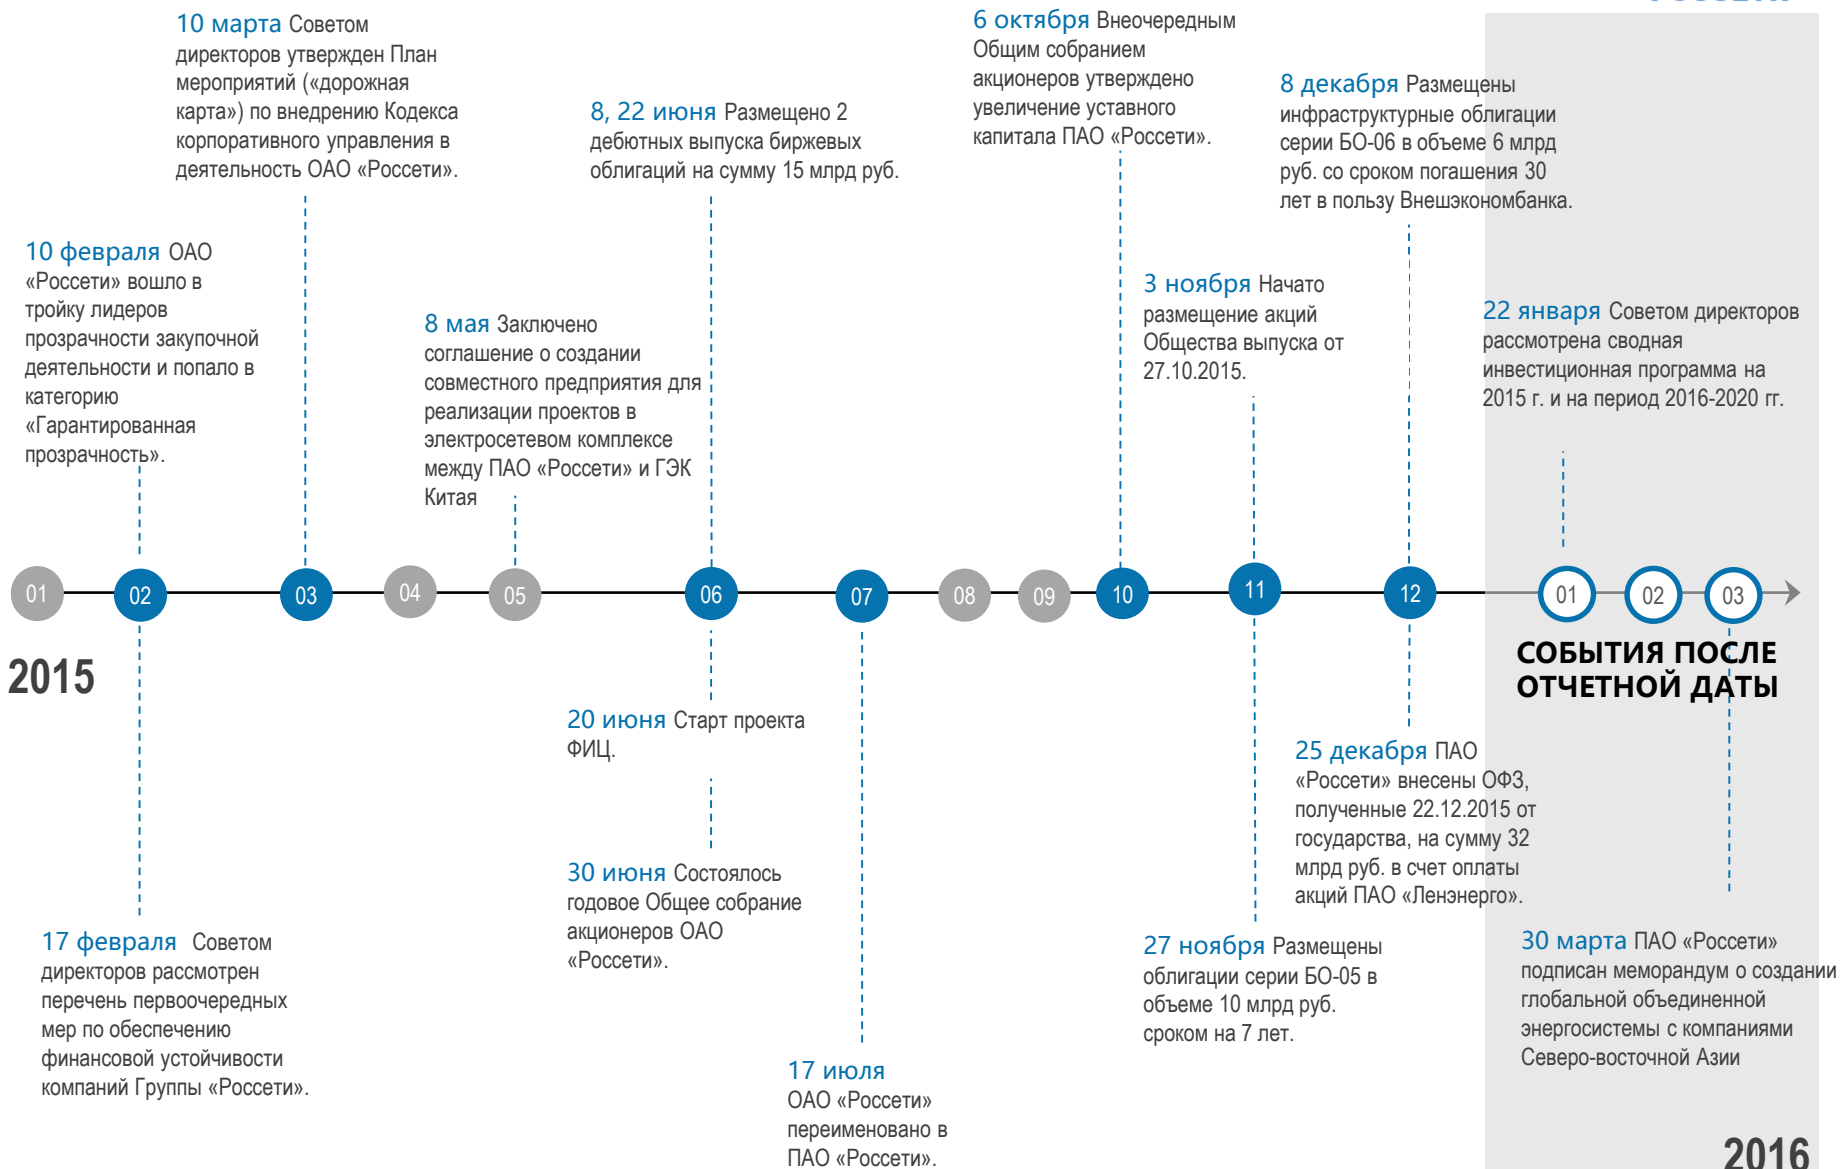 10 марта Советом
директоров утвержден План
мероприятий («дорожная
карта») по внедрению Кодекса
корпоративного управления в
деятельность ОАО «Россети».
6 октября Внеочередным
Общим собранием
акционеров утверждено
увеличение уставного
капитала ПАО «Россети».
8, 22 июня Размещено 2
дебютных выпуска биржевых
облигаций на сумму 15 млрд руб.
8 декабря Размещены
инфраструктурные облигации
серии БО-06 в объеме 6 млрд
руб. со сроком погашения 30
лет в пользу Внешэкономбанка.
10 февраля ОАО
«Россети» вошло в
тройку лидеров
прозрачности закупочной
деятельности и попало в
категорию
«Гарантированная
прозрачность».
8 мая Заключено
соглашение о создании
совместного предприятия для
реализации проектов в
электросетевом комплексе
между ПАО «Россети» и ГЭК
Китая
3 ноября Начато
размещение акций
Общества выпуска от
27.10.2015.
22 января Советом директоров
рассмотрена сводная
инвестиционная программа на
2015 г. и на период 2016-2020 гг.
01 02 03 04 05 06 07 08 09 10 11 12 01 02 03
2015
СОБЫТИЯ ПОСЛЕ
ОТЧЕТНОЙ ДАТЫ
20 июня Старт проекта
ФИЦ.
30 июня Состоялось
годовое Общее собрание
акционеров ОАО
«Россети».
25 декабря ПАО
«Россети» внесены ОФЗ,
полученные 22.12.2015 от
государства, на сумму 32
млрд руб. в счет оплаты
акций ПАО «Ленэнерго».
17 февраля Советом
директоров рассмотрен
перечень первоочередных
мер по обеспечению
финансовой устойчивости
компаний Группы «Россети».
27 ноября Размещены
облигации серии БО-05 в
объеме 10 млрд руб.
сроком на 7 лет.
30 марта ПАО «Россети»
подписан меморандум о создании
глобальной объединенной
энергосистемы с компаниями
Северо-восточной Азии
17 июля
ОАО «Россети»
переименовано в
ПАО «Россети».
2016